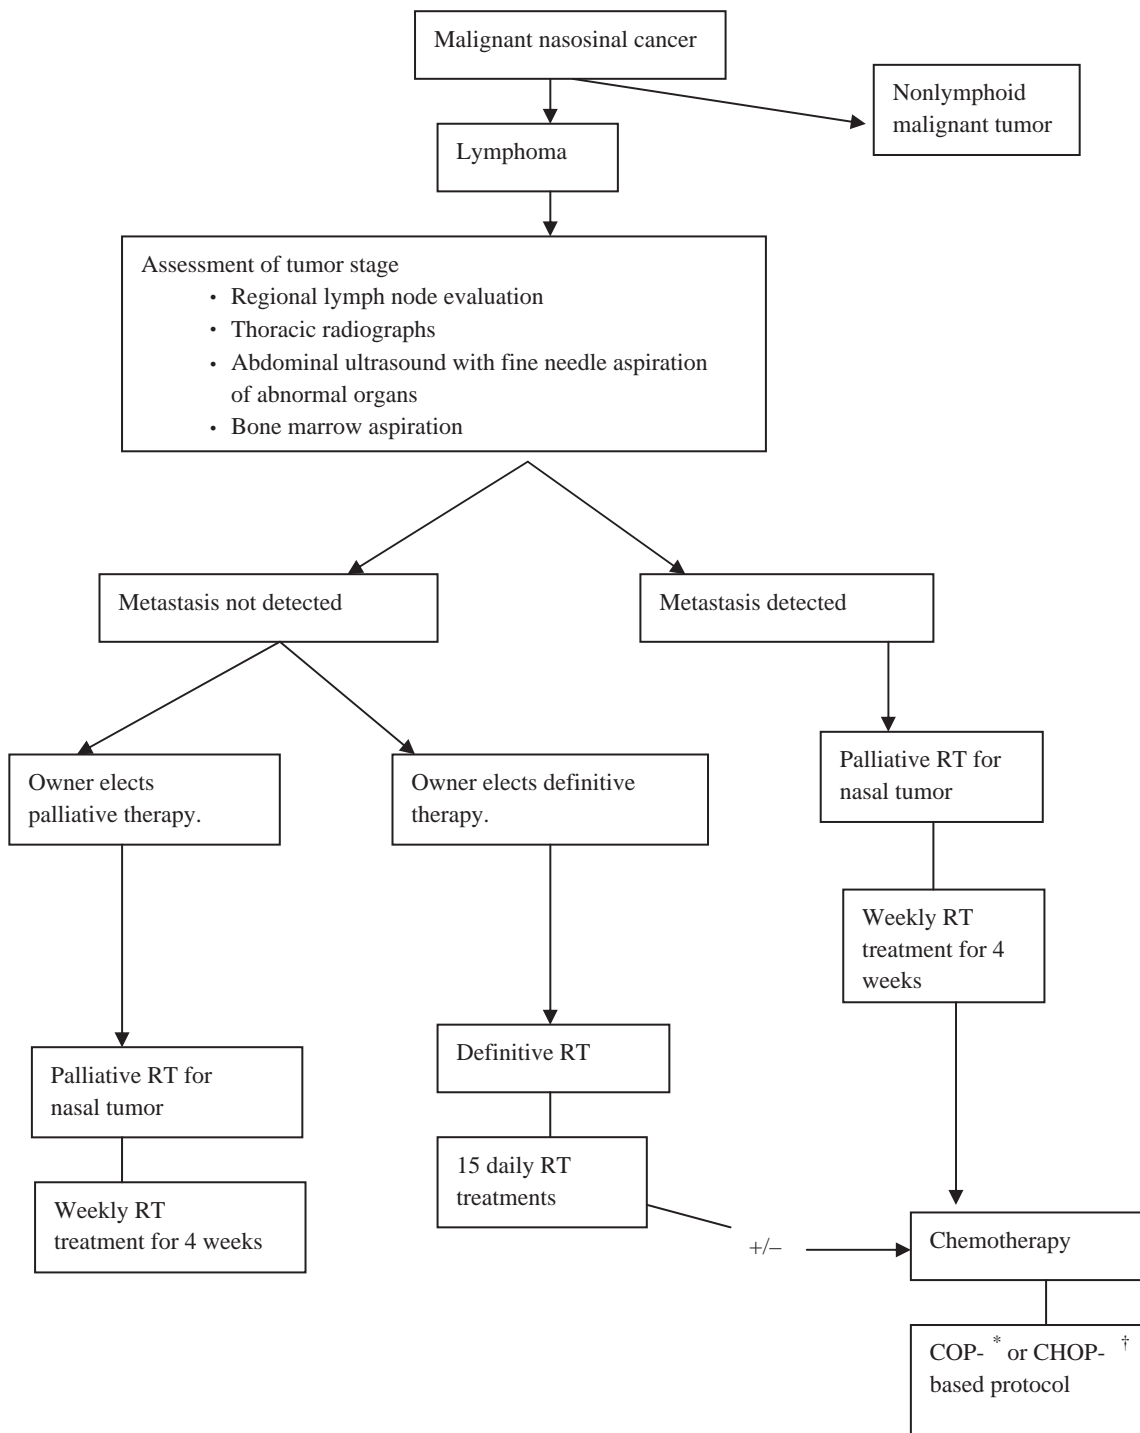 Malignant nasosinal cancer
Nonlymphoid
malignant tumor
Lymphoma
Assessment of tumor stage
• Regional lymph node evaluation
• Thoracic radiographs
• Abdominal ultrasound with fine needle aspiration
of abnormal organs
• Bone marrow aspiration
Metastasis not detected
Metastasis detected
Owner elects
palliative therapy.
Owner elects definitive
therapy.
Palliative RT for
nasal tumor
Weekly RT
treatment for 4
weeks
Definitive RT
Palliative RT for
nasal tumor
15 daily RT
treatments
Weekly RT
treatment for 4 weeks
+/–
Chemotherapy
COP- * or CHOP- †
based protocol